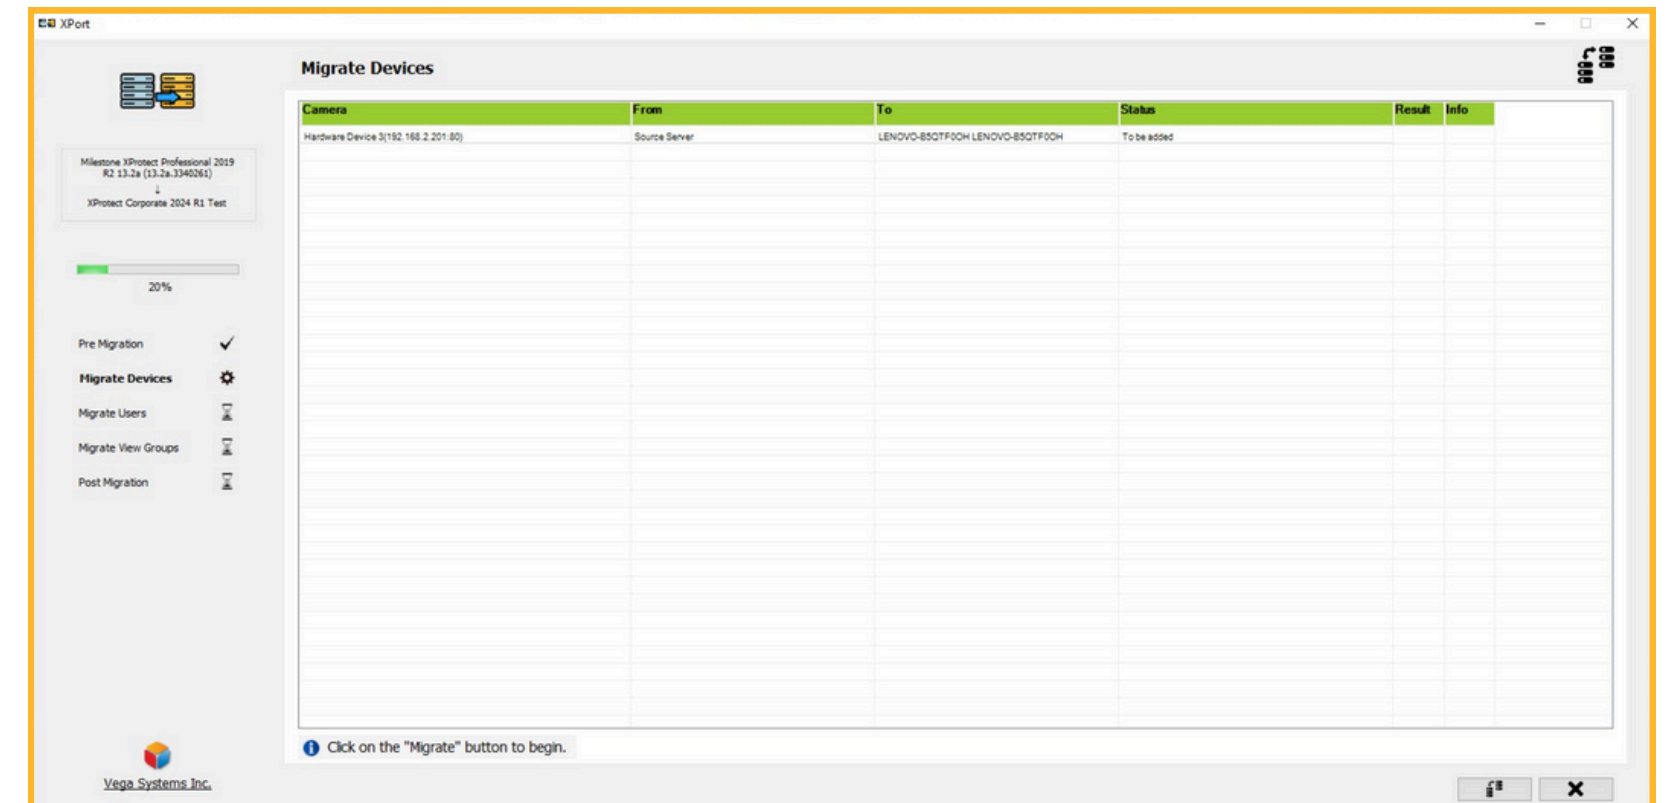 XPort
Migrate Devices
Camera From To Status Result Info
Hardware Device 3(192.168.2.201:80) Source Server LENOVO-B5QTF0OH LENOVO-B5QTF0OH To be added
Milestone XProtect Professional 2019
R2 13.2a (13.2a.3340261)
↓
XProtect Corporate 2024 R1 Test
20%
Pre Migration
Migrate Devices
Migrate Users
Migrate View Groups
Post Migration
Click on the "Migrate" button to begin.
Vega Systems Inc.